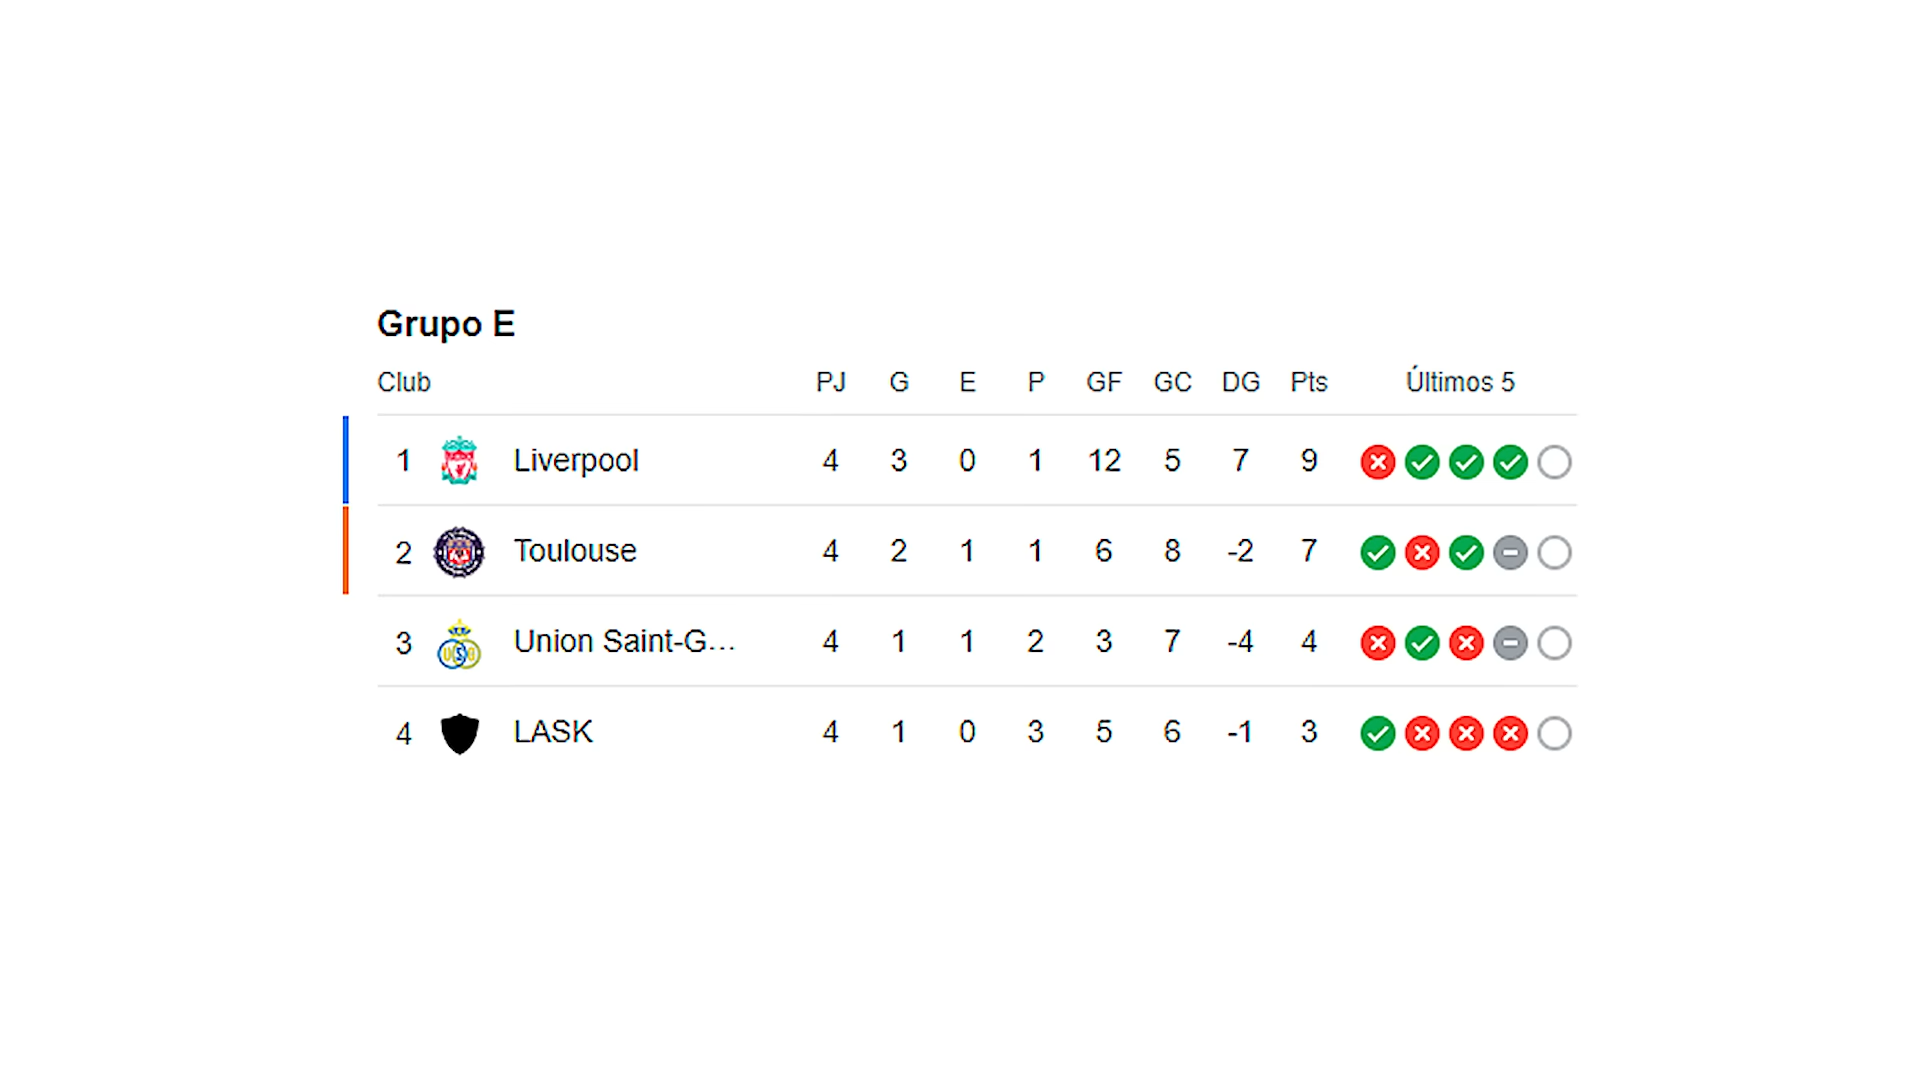 Grupo E
Club PJ G E P GF GC DG Pts Últimos 5
1 Liverpool 4 3 0 1 12 5 7 9
2 Toulouse 4 2 1 1 6 8 -2 7
3 Union Saint-G... 4 1 1 2 3 7 -4 4
4 LASK 4 1 0 3 5 6 -1 3